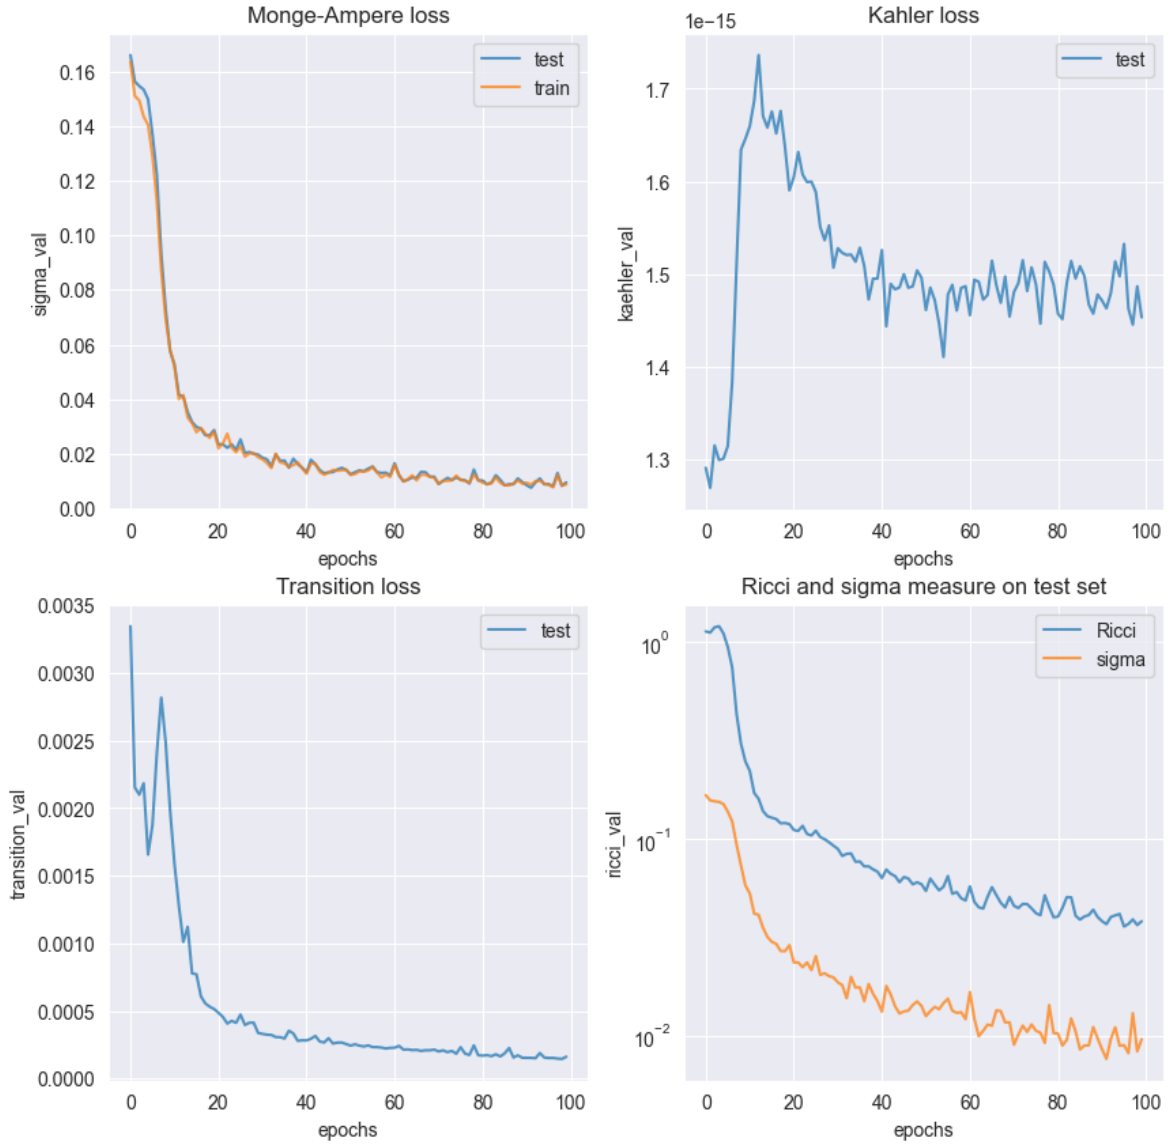 Monge-Ampere loss
test
train
0.16
0.14
0.12
0.10
0.08
0.06
0.04
0.02
0.00
sigma_val
0 20 40 60 80 100
epochs
Kahler loss
1e−15
test
1.7
1.6
1.5
1.4
1.3
kaehler_val
0 20 40 60 80 100
epochs
Transition loss
test
0.0035
0.0030
0.0025
0.0020
0.0015
0.0010
0.0005
0.0000
transition_val
0 20 40 60 80 100
epochs
Ricci and sigma measure on test set
Ricci
sigma
10⁰
10⁻¹
10⁻²
ricci_val
0 20 40 60 80 100
epochs